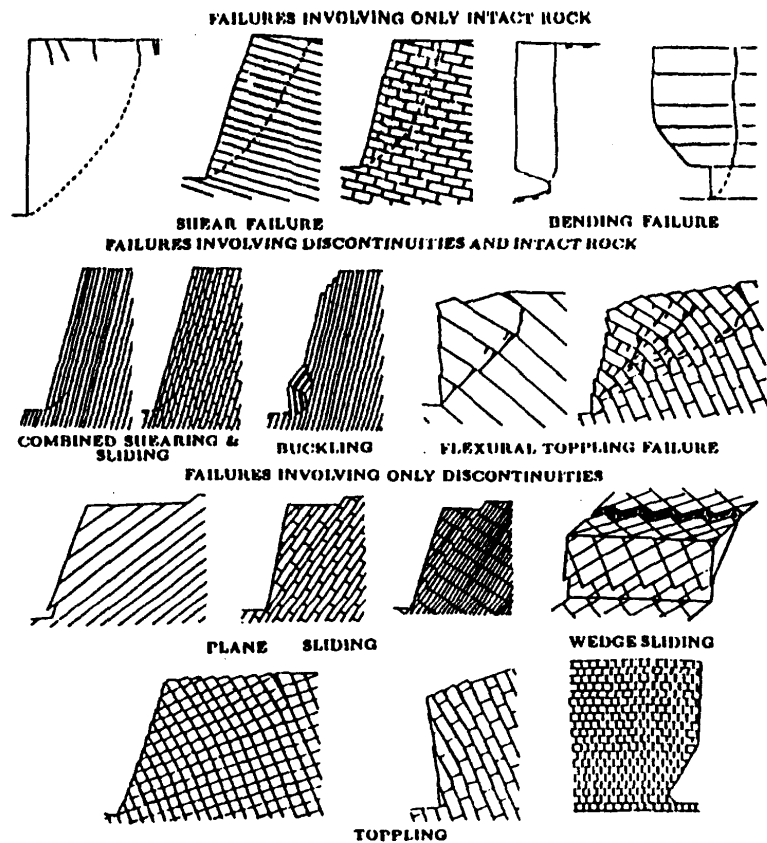 FAILURES INVOLVING ONLY INTACT ROCK
SHEAR FAILURE
BENDING FAILURE
FAILURES INVOLVING DISCONTINUITIES AND INTACT ROCK
COMBINED SHEARING &
SLIDING
BUCKLING
FLEXURAL TOPPLING FAILURE
FAILURES INVOLVING ONLY DISCONTINUITIES
PLANE SLIDING
WEDGE SLIDING
TOPPLING